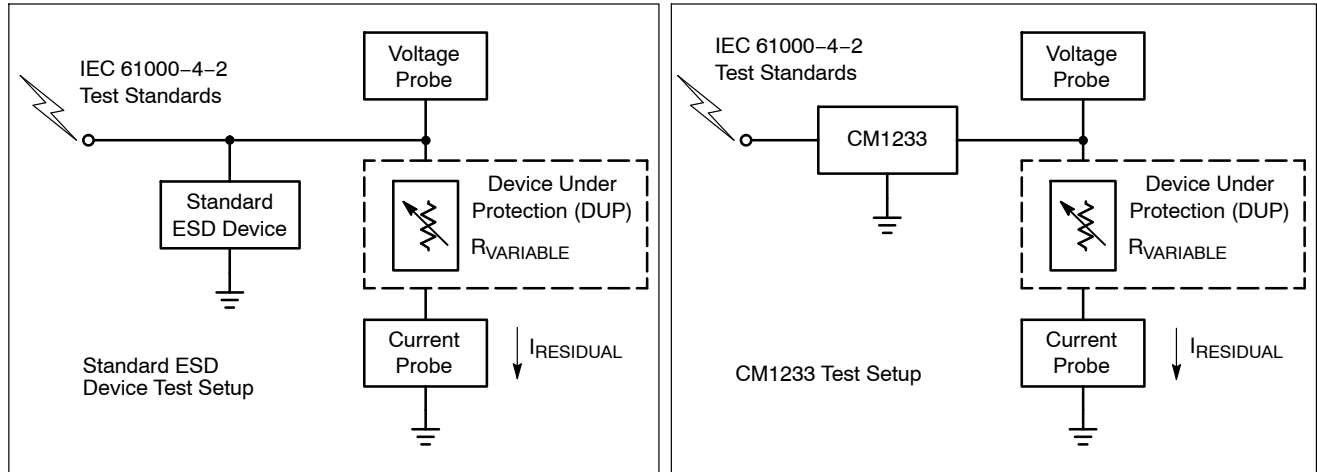 IEC 61000−4−2
Test Standards
Voltage
Probe
Standard
ESD Device
Device Under
Protection (DUP)
RVARIABLE
Current
Probe
IRESIDUAL
Standard ESD
Device Test Setup
IEC 61000−4−2
Test Standards
Voltage
Probe
CM1233
Device Under
Protection (DUP)
RVARIABLE
Current
Probe
IRESIDUAL
CM1233 Test Setup